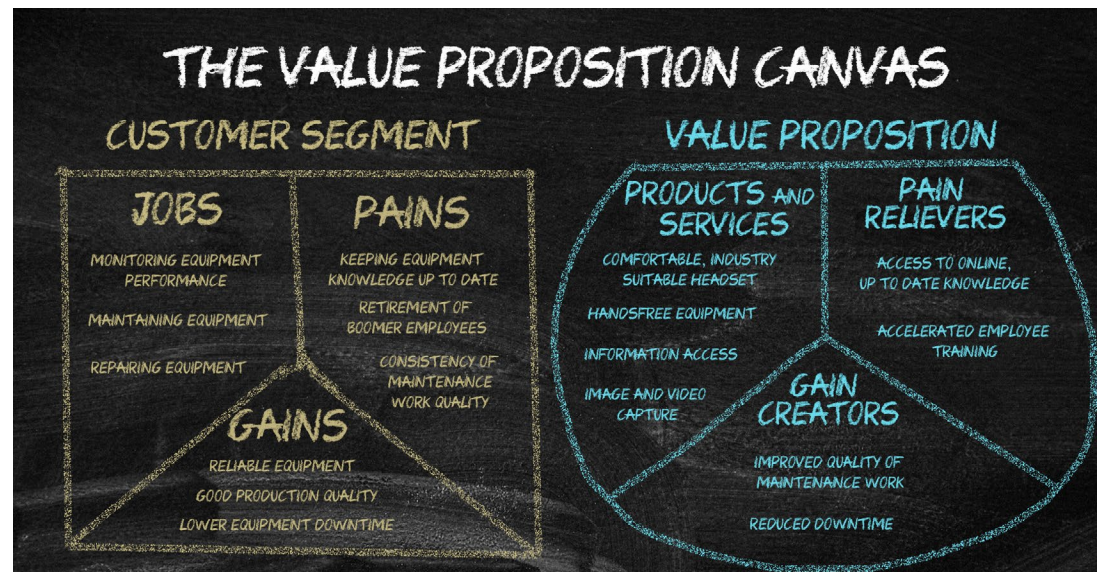 THE VALUE PROPOSITION CANVAS
CUSTOMER SEGMENT
JOBS
MONITORING EQUIPMENT
PERFORMANCE
MAINTAINING EQUIPMENT
REPAIRING EQUIPMENT
PAINS
KEEPING EQUIPMENT
KNOWLEDGE UP TO DATE
RETIREMENT OF
BOOMER EMPLOYEES
CONSISTENCY OF
MAINTENANCE
WORK QUALITY
GAINS
RELIABLE EQUIPMENT
GOOD PRODUCTION QUALITY
LOWER EQUIPMENT DOWNTIME
VALUE PROPOSITION
PRODUCTS AND
SERVICES
COMFORTABLE, INDUSTRY
SUITABLE HEADSET
HANDSFREE EQUIPMENT
INFORMATION ACCESS
IMAGE AND VIDEO
CAPTURE
PAIN
RELIEVERS
ACCESS TO ONLINE,
UP TO DATE KNOWLEDGE
ACCELERATED EMPLOYEE
TRAINING
GAIN
CREATORS
IMPROVED QUALITY OF
MAINTENANCE WORK
REDUCED DOWNTIME